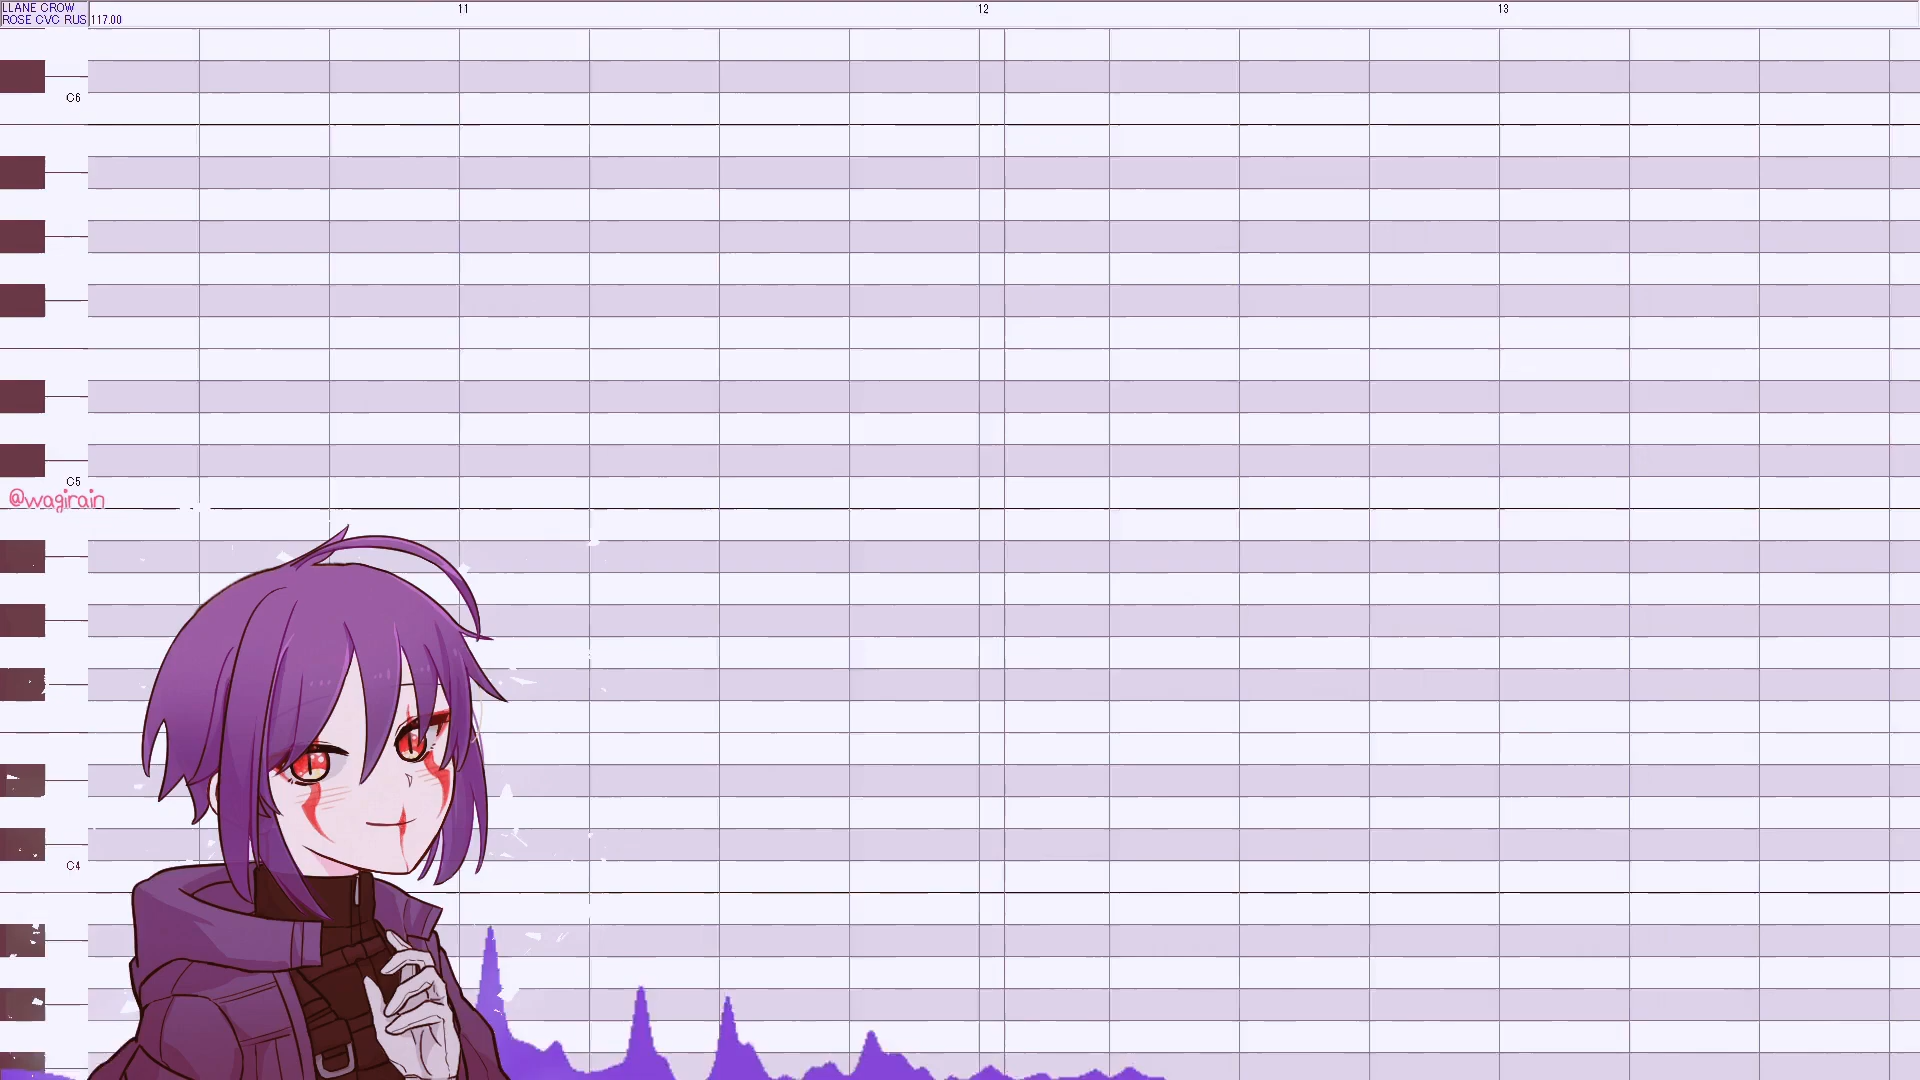 LLANE CROW
ROSE CVC RUS
117.00
11
12
13
C6
C5
@wagirain
C4